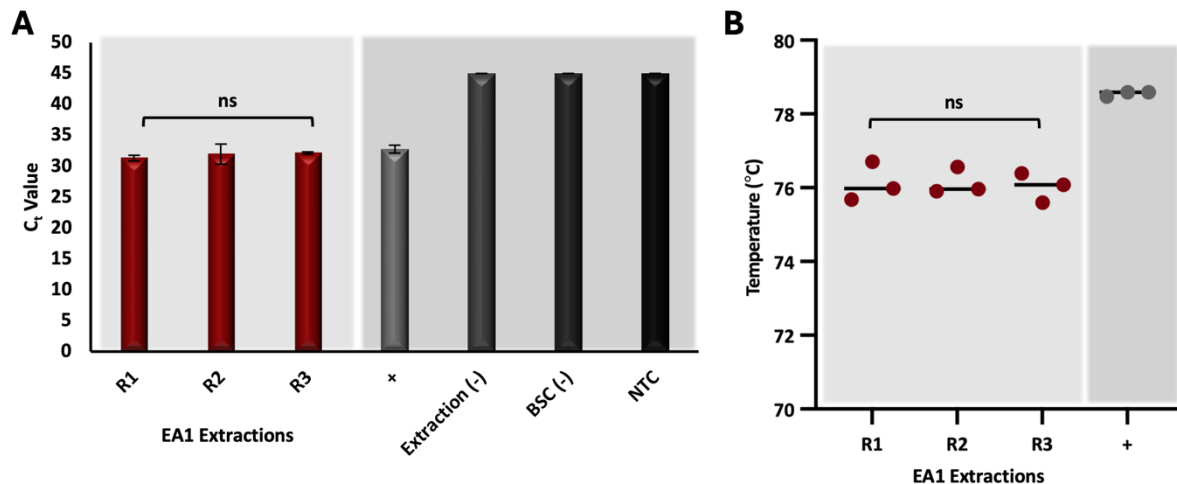 A
50
45
40
35
30
25
20
15
10
5
0
Ct Value
ns
R1
R2
R3
+
Extraction (-)
BSC (-)
NTC
EA1 Extractions
B
80
78
76
74
72
70
Temperature (°C)
ns
R1
R2
R3
+
EA1 Extractions